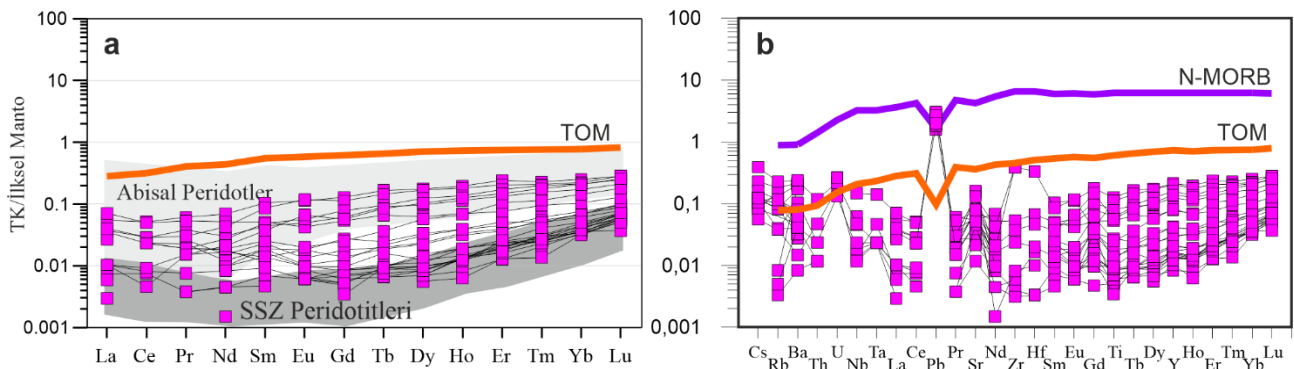 a
100
10
1
0.1
0.01
0.001
TK/İlksel Manto
TOM
Abisal Peridotler
SSZ Peridotitleri
La Ce Pr Nd Sm Eu Gd Tb Dy Ho Er Tm Yb Lu
b
100
10
1
0,1
0,01
0,001
N-MORB
TOM
Cs Rb Ba Th U Nb Ta La Ce Pb Pr Sr Nd Zr Hf Sm Eu Gd Ti Tb Dy Y Ho Er Tm Yb Lu